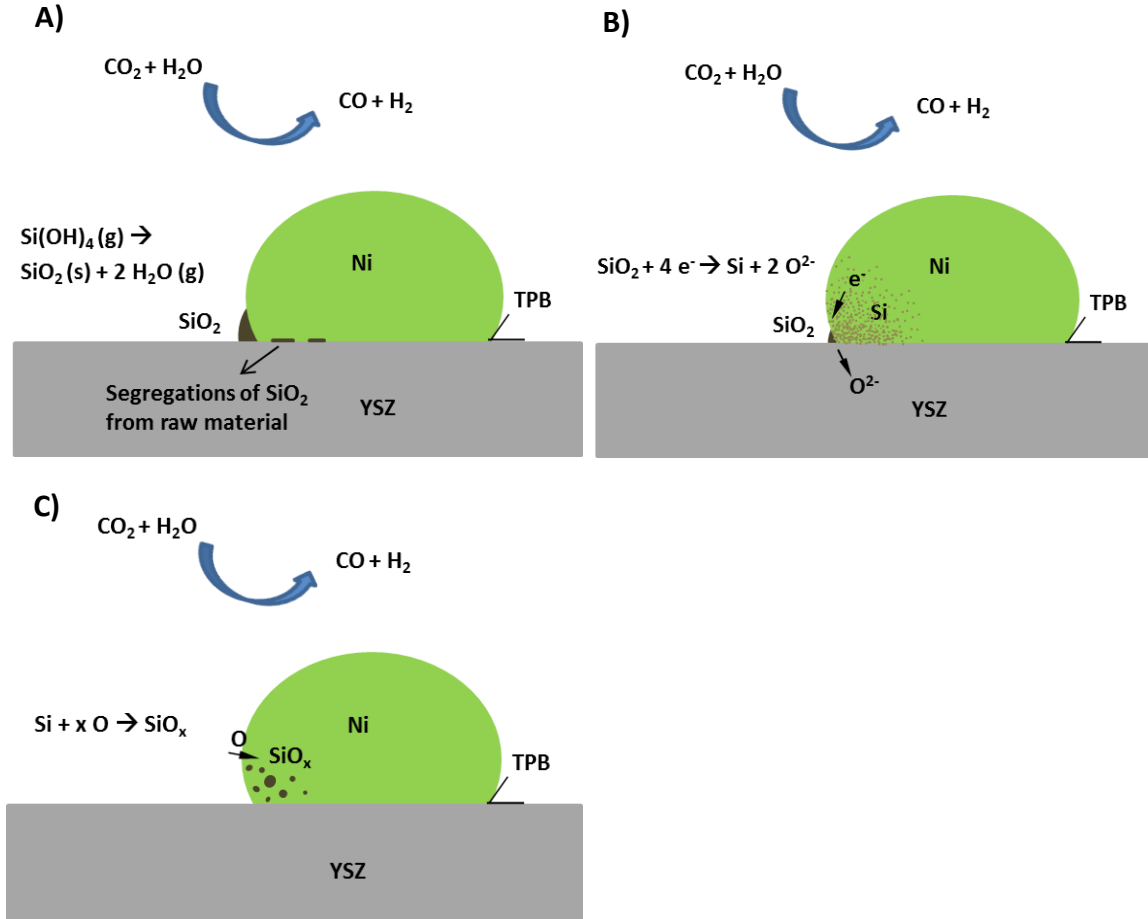 A)
CO₂ + H₂O
CO + H₂
Si(OH)₄ (g) →
SiO₂ (s) + 2 H₂O (g)
Ni
TPB
SiO₂
Segregations of SiO₂
from raw material
YSZ
B)
CO₂ + H₂O
CO + H₂
SiO₂ + 4 e⁻ → Si + 2 O²⁻
Ni
e⁻
Si
TPB
SiO₂
O²⁻
YSZ
C)
CO₂ + H₂O
CO + H₂
Si + x O → SiOₓ
Ni
O
SiOₓ
TPB
YSZ